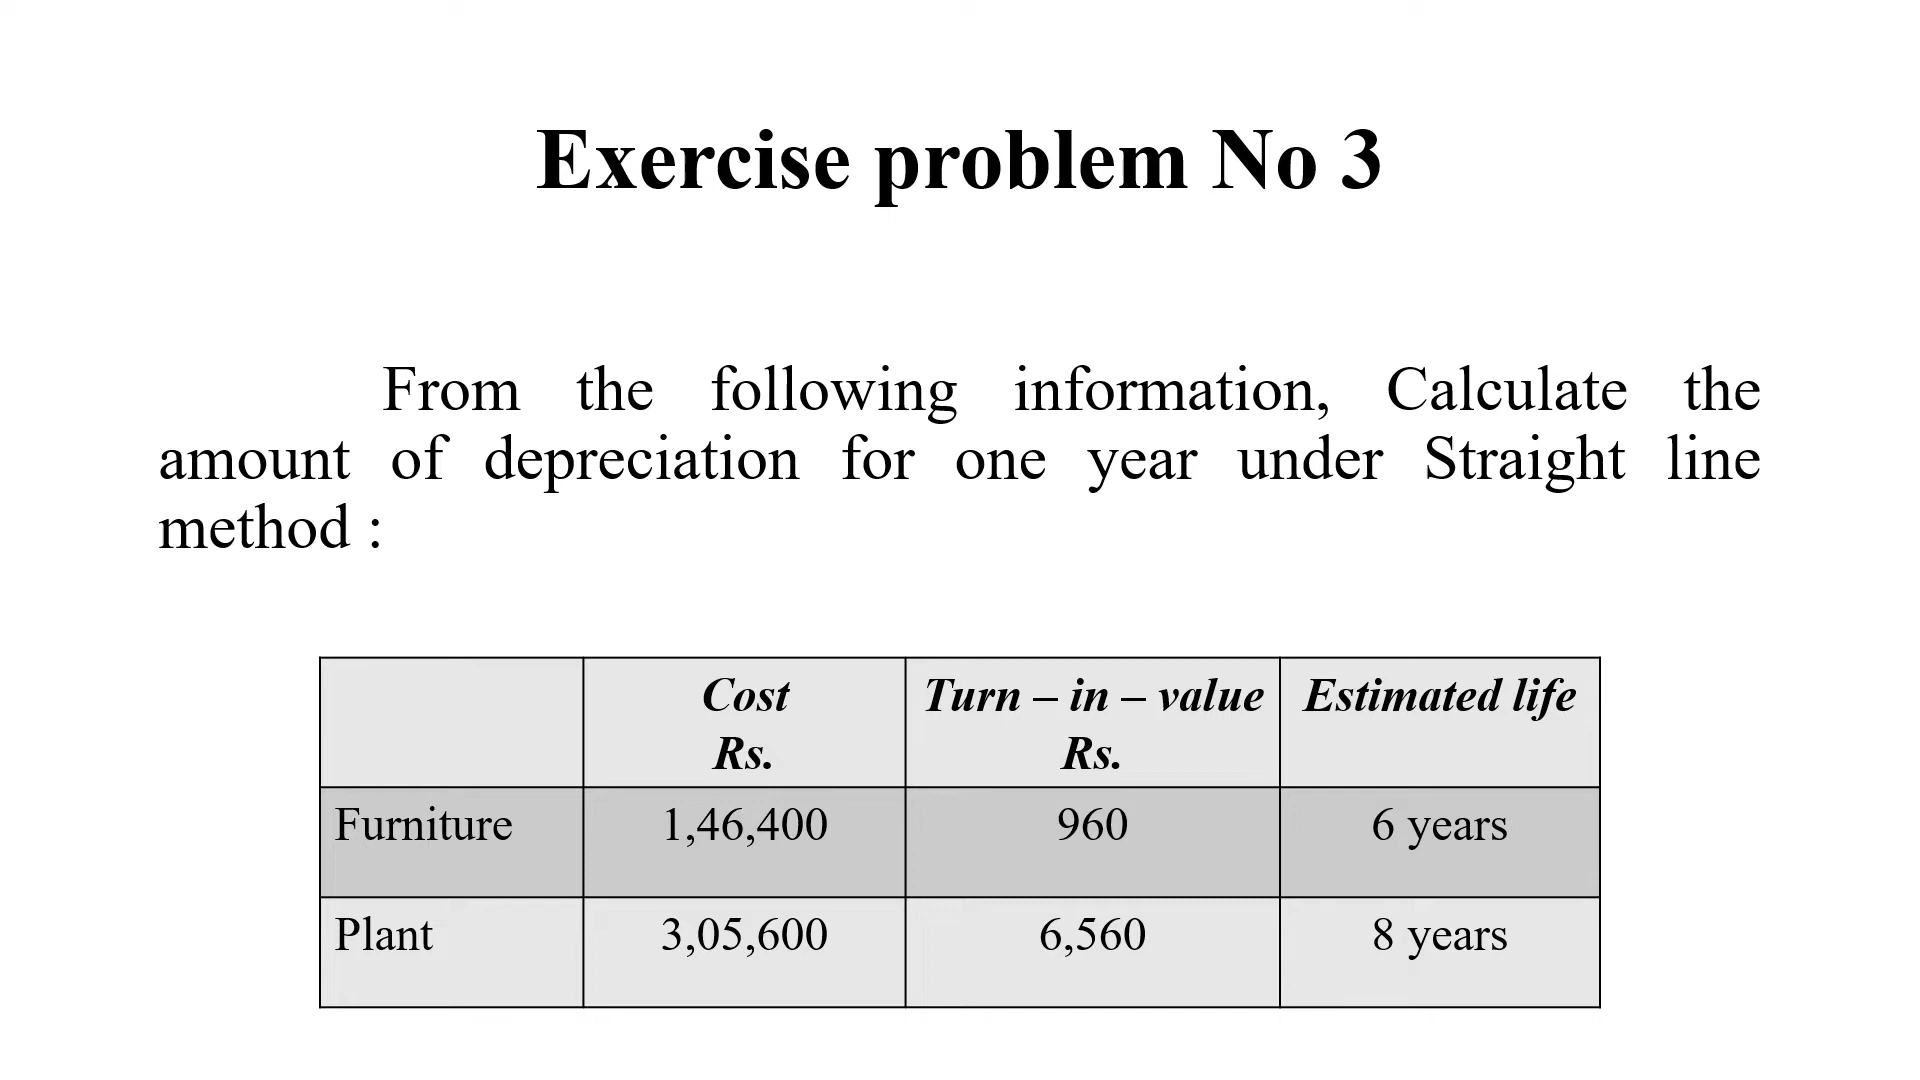 Exercise problem No 3
From the following information, Calculate the
amount of depreciation for one year under Straight line
method :
Cost Turn – in – value Estimated life
Rs. Rs.
Furniture 1,46,400 960 6 years
Plant 3,05,600 6,560 8 years